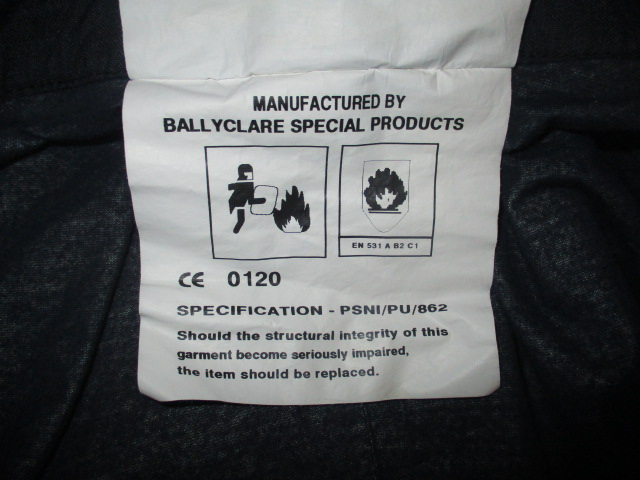 MANUFACTURED BY
BALLYCLARE SPECIAL PRODUCTS
EN 531 A B2 C1
CE 0120
SPECIFICATION - PSNI/PU/862
Should the structural integrity of this
garment become seriously impaired,
the item should be replaced.